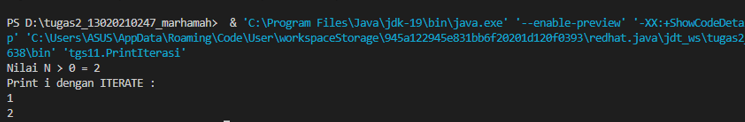 PS D:\tugas2_13020210247_marhamah>  & 'C:\Program Files\Java\jdk-19\bin\java.exe' '--enable-preview' '-XX:+ShowCodeDeta
p' 'C:\Users\ASUS\AppData\Roaming\Code\User\workspaceStorage\945a122945e831bb6f20201d120f0393\redhat.java\jdt_ws\tugas2
638\bin' 'tgs11.PrintIterasi'
Nilai N > 0 = 2
Print i dengan ITERATE :
1
2